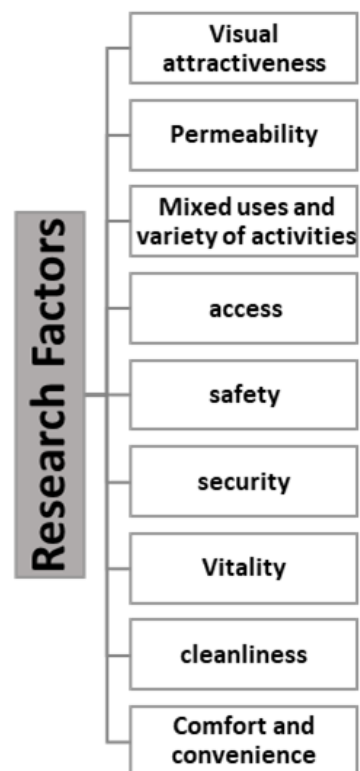 Research Factors
Visual
attractiveness
Permeability
Mixed uses and
variety of activities
access
safety
security
Vitality
cleanliness
Comfort and
convenience